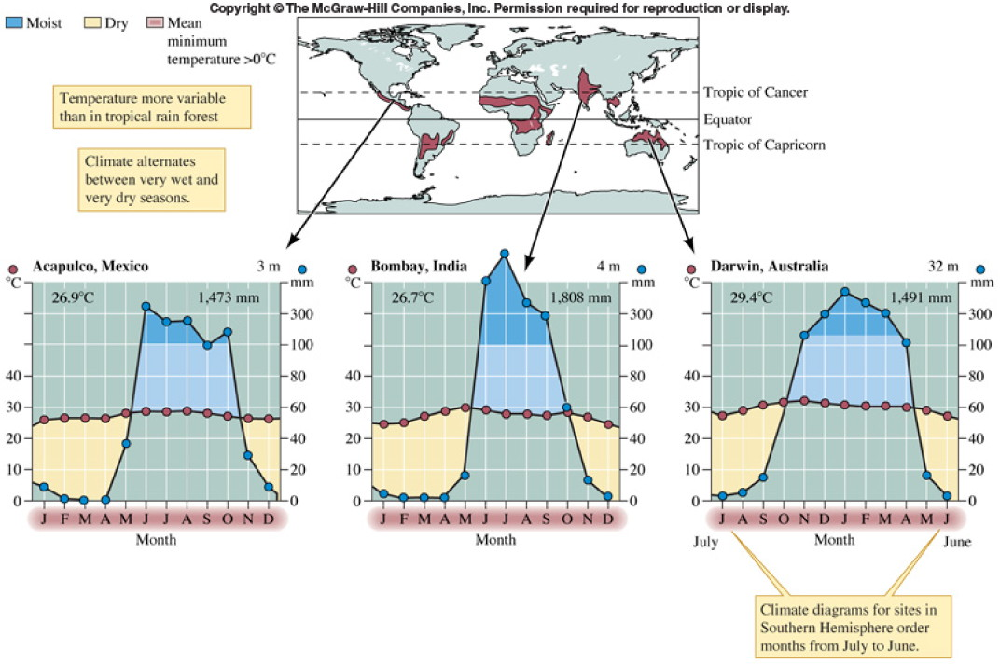 Copyright © The McGraw-Hill Companies, Inc. Permission required for reproduction or display.
Moist
Dry
Mean
minimum
temperature >0°C
Temperature more variable
than in tropical rain forest
Climate alternates
between very wet and
very dry seasons.
Tropic of Cancer
Equator
Tropic of Capricorn
Acapulco, Mexico 3 m
°C mm
26.9°C 1,473 mm
300
100
40 80
30 60
20 40
10 20
0 0
J F M A M J J A S O N D
Month
Bombay, India 4 m
°C mm
26.7°C 1,808 mm
300
100
40 80
30 60
20 40
10 20
0 0
J F M A M J J A S O N D
Month
Darwin, Australia 32 m
°C mm
29.4°C 1,491 mm
300
100
40 80
30 60
20 40
10 20
0 0
J A S O N D J F M A M J
July Month June
Climate diagrams for sites in
Southern Hemisphere order
months from July to June.